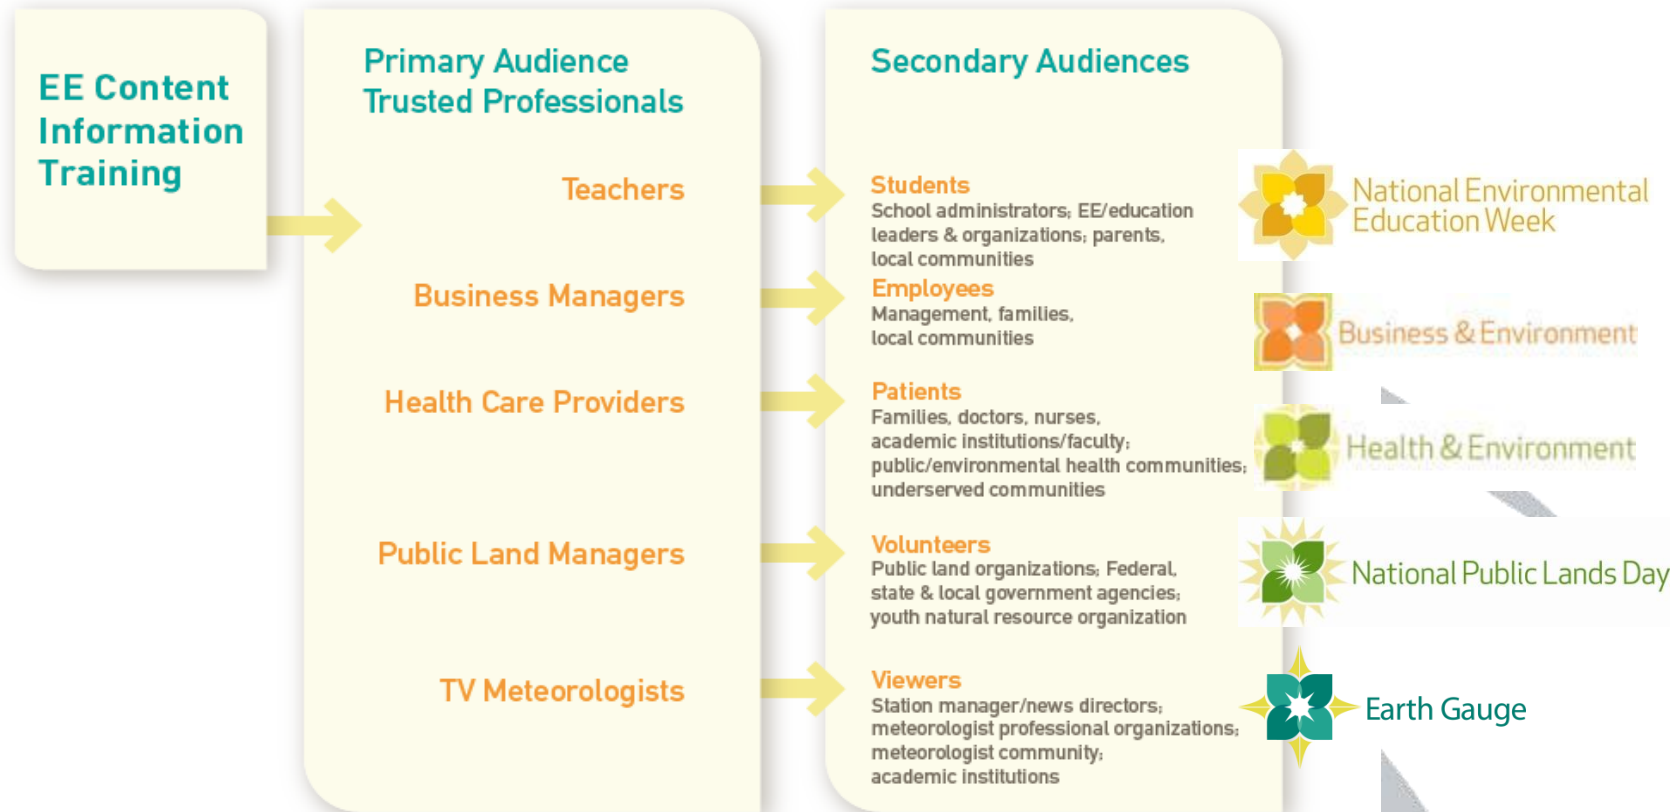 EE Content
Information
Training
Primary Audience
Trusted Professionals
Teachers
Business Managers
Health Care Providers
Public Land Managers
TV Meteorologists
Secondary Audiences
Students
School administrators; EE/education
leaders & organizations; parents,
local communities
Employees
Management, families,
local communities
Patients
Families, doctors, nurses,
academic institutions/faculty;
public/environmental health communities;
underserved communities
Volunteers
Public land organizations; Federal,
state & local government agencies;
youth natural resource organization
Viewers
Station manager/news directors;
meteorologist professional organizations;
meteorologist community;
academic institutions
National Environmental
Education Week
Business & Environment
Health & Environment
National Public Lands Day
Earth Gauge